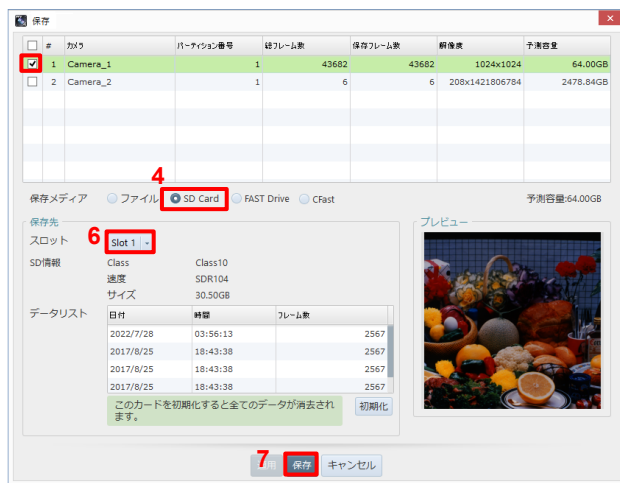 保存
# カメラ パーティション番号 総フレーム数 保存フレーム数 解像度 予測容量
1 Camera_1 1 43682 43682 1024x1024 64.00GB
2 Camera_2 1 6 6 208x1421806784 2478.84GB
4
保存メディア ファイル SD Card FAST Drive CFast 予測容量:64.00GB
保存先 プレビュー
スロット 6 Slot 1
SD情報 Class Class10
速度 SDR104
サイズ 30.50GB
データリスト 日付 時間 フレーム数
2022/7/28 03:56:13 2567
2017/8/25 18:43:38 2567
2017/8/25 18:43:38 2567
2017/8/25 18:43:38 2567
このカードを初期化すると全てのデータが消去され
ます。
初期化
7 用 保存 キャンセル